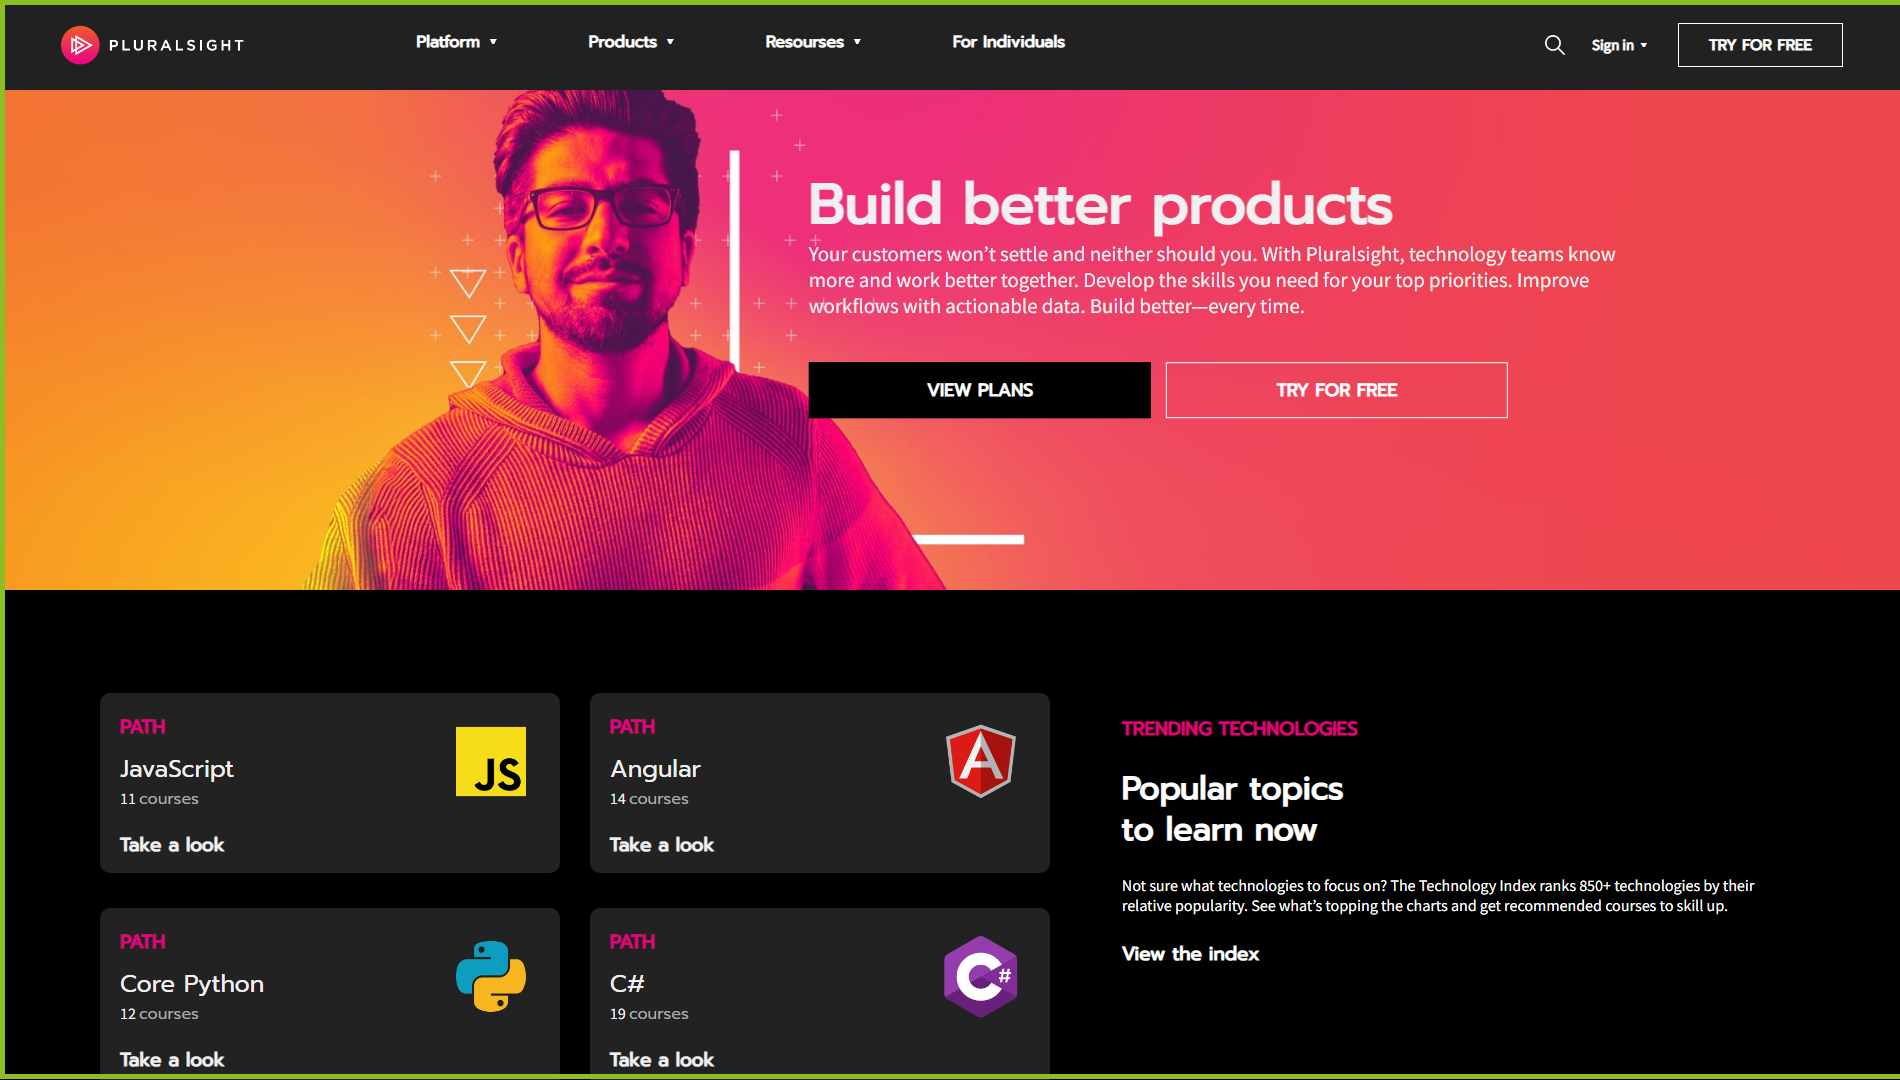 PLURALSIGHT
Platform
Products
Resourses
For Individuals
Sign in
TRY FOR FREE
Build better products
Your customers won't settle and neither should you. With Pluralsight, technology teams know
more and work better together. Develop the skills you need for your top priorities. Improve
workflows with actionable data. Build better—every time.
VIEW PLANS
TRY FOR FREE
PATH
JavaScript
11 courses
Take a look
JS
PATH
Angular
14 courses
Take a look
A
PATH
Core Python
12 courses
Take a look
PATH
C#
19 courses
Take a look
C#
TRENDING TECHNOLOGIES
Popular topics
to learn now
Not sure what technologies to focus on? The Technology Index ranks 850+ technologies by their
relative popularity. See what's topping the charts and get recommended courses to skill up.
View the index